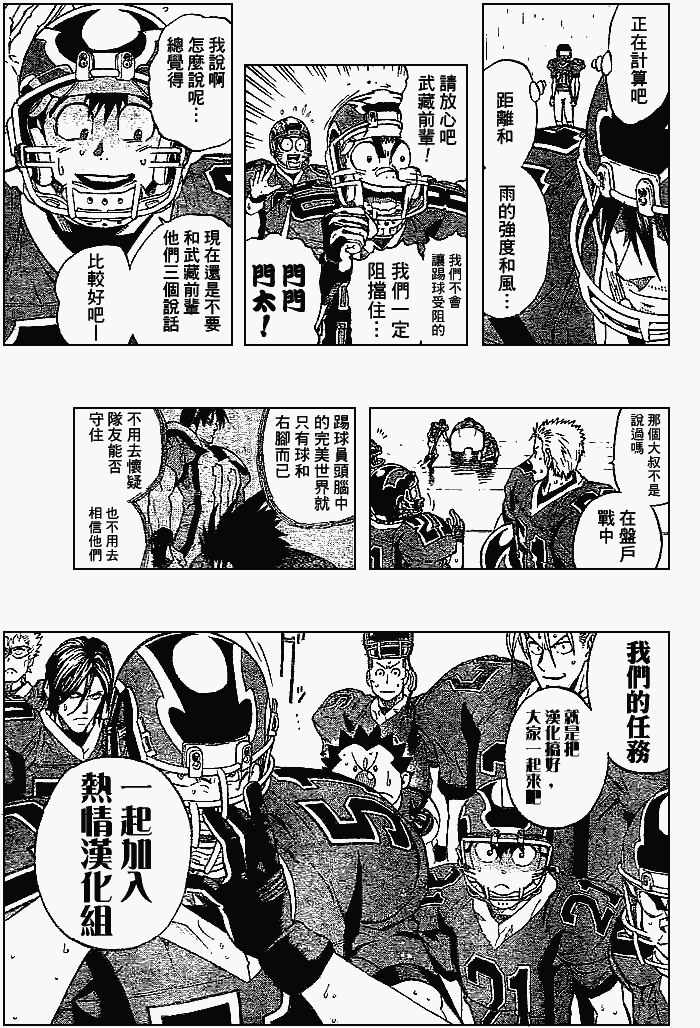 正在計算吧
距離和
雨的強度和風…
請放心吧
武藏前輩！
我們不會
讓踢球受阻的
我們一定
阻擋住…
門門
門太！
我說啊
怎麼說呢…
總覺得
現在還是不要
和武藏前輩
他們三個說話
比較好吧—
那個大叔不是
說過嗎
在盤戶
戰中
踢球員頭腦中
的完美世界就
只有球和
右腳而已
不用去懷疑
隊友能否
守住
也不用去
相信他們
我們的任務
就是把
漢化搞好，
大家一起來吧
一起加入
熱情漢化組
5
21
21